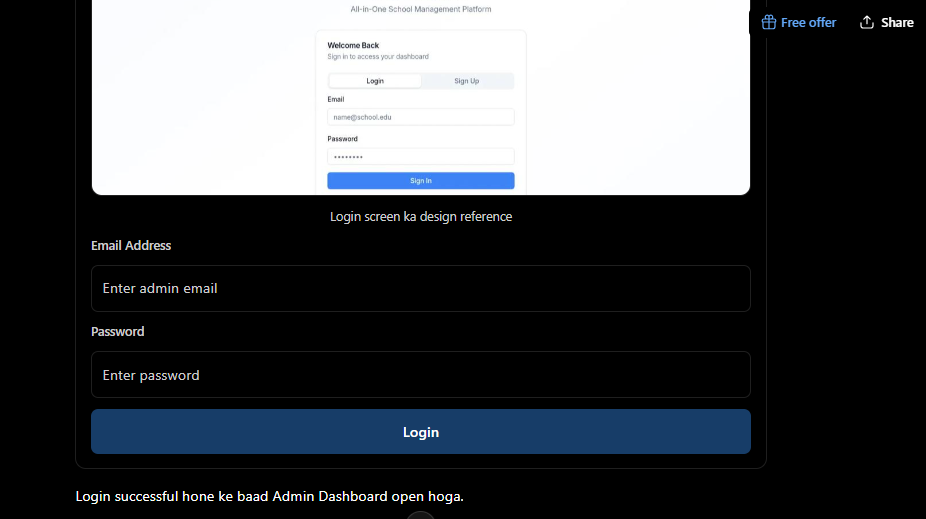 All-in-One School Management Platform
Free offer
Share
Welcome Back
Sign in to access your dashboard
Login
Sign Up
Email
name@school.edu
Password
••••••••
Sign In
Login screen ka design reference
Email Address
Enter admin email
Password
Enter password
Login
Login successful hone ke baad Admin Dashboard open hoga.